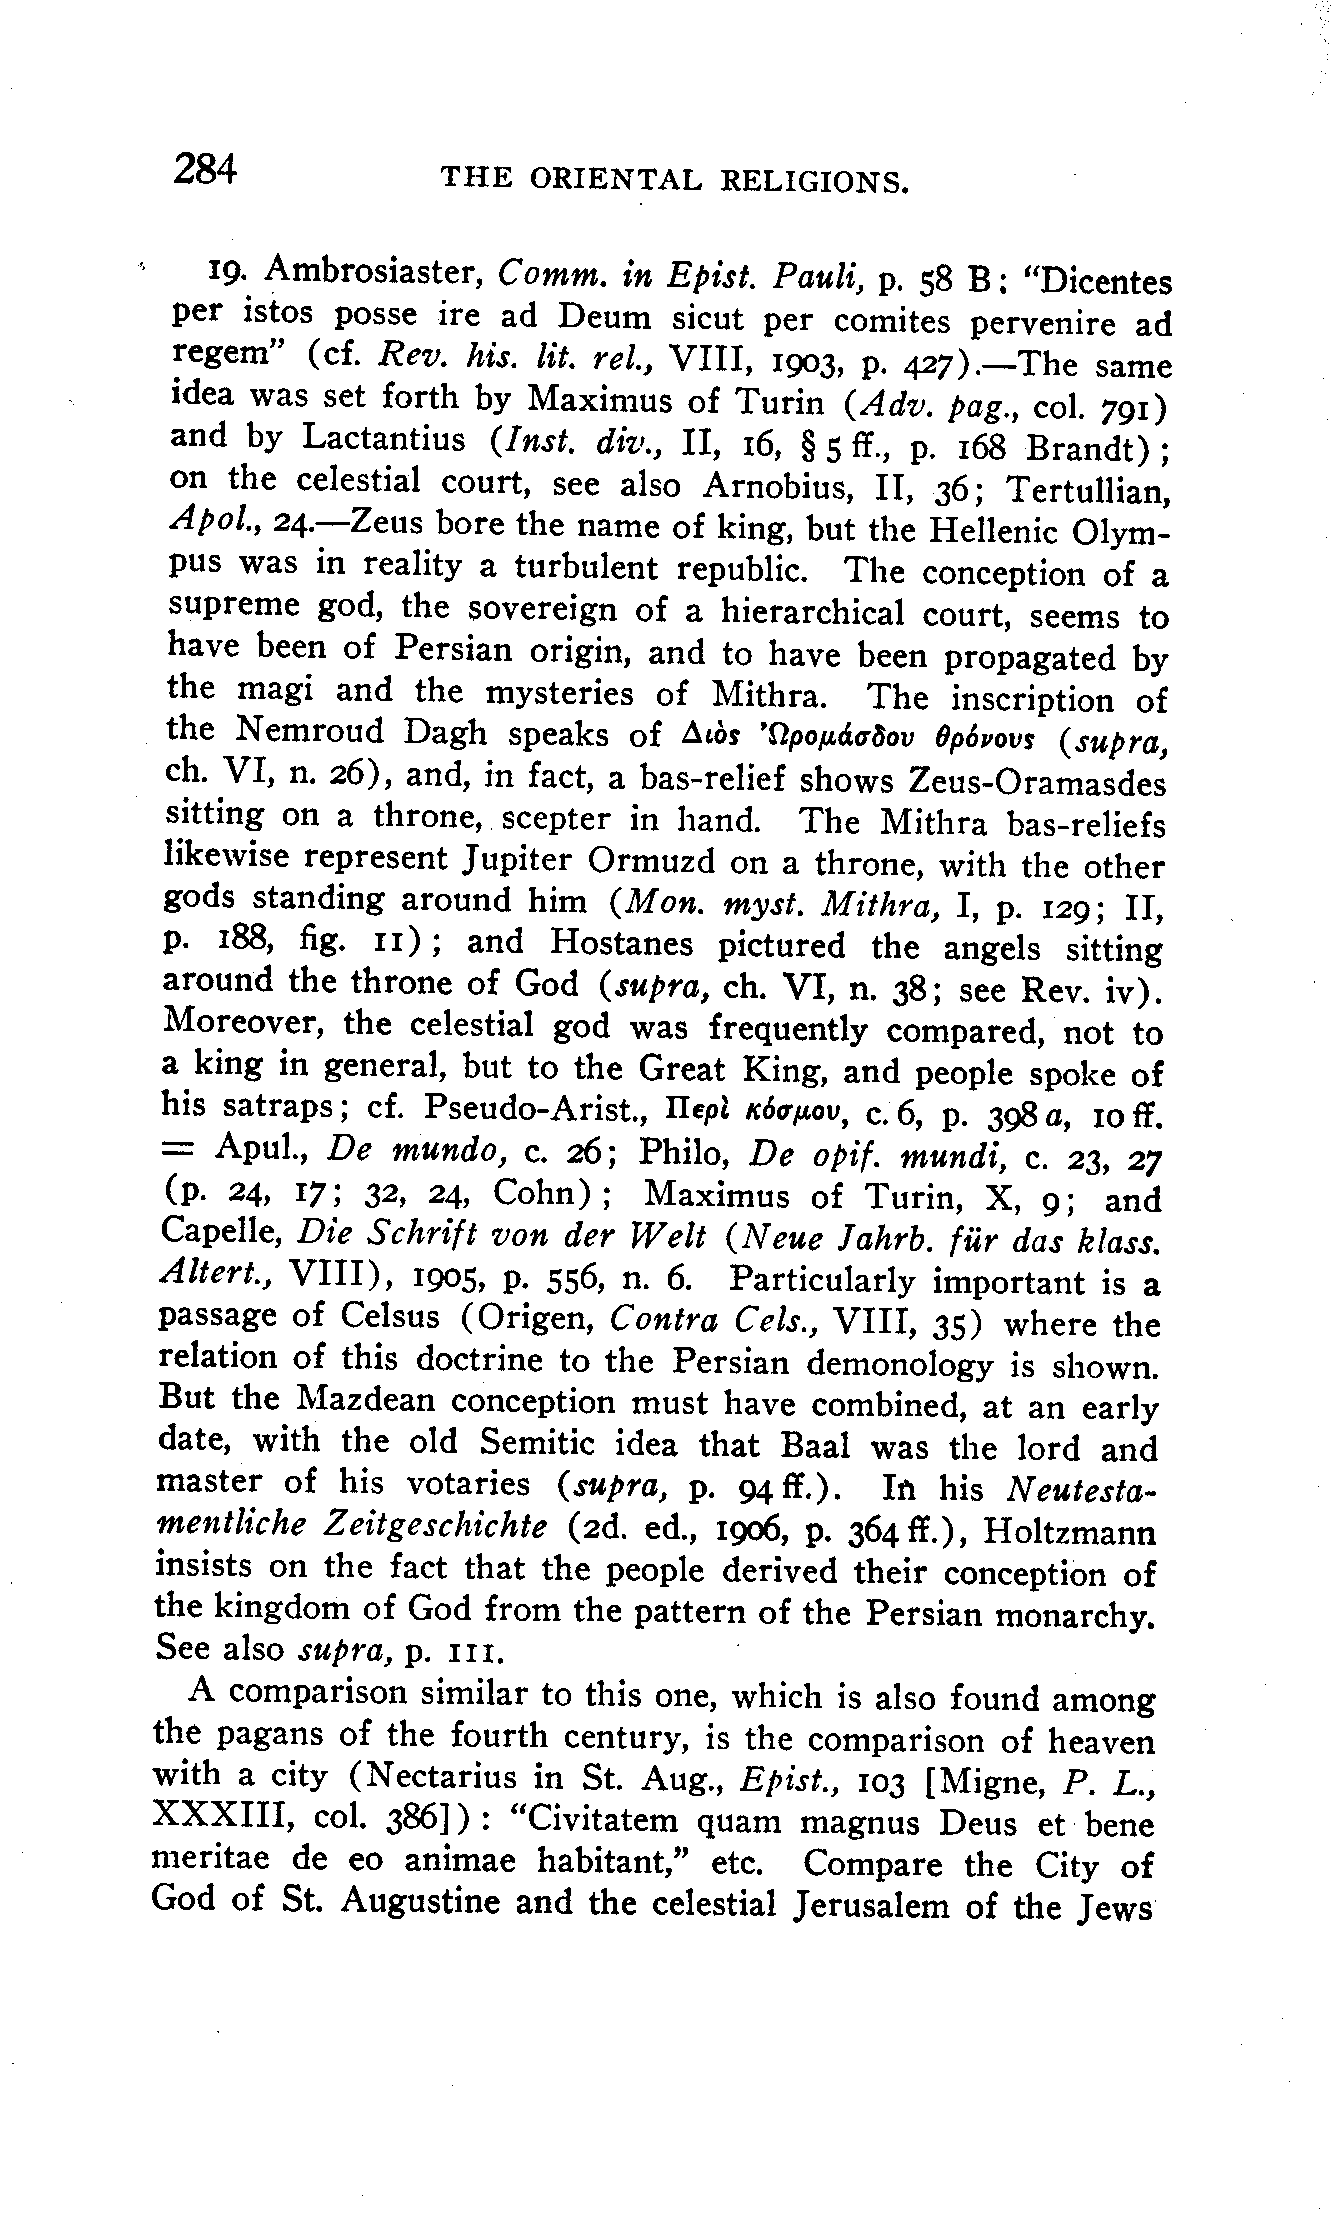 284
THE ORIENTAL RELIGIONS.
19. Ambrosiaster, Comm. in Epist. Pauli, p. 58 B: "Dicentes
per istos posse ire ad Deum sicut per comites pervenire ad
regem" (cf. Rev. his. lit. rel., VIII, 1903, p. 427).—The same
idea was set forth by Maximus of Turin (Adv. pag., col. 791)
and by Lactantius (Inst. div., II, 16, § 5 ff., p. 168 Brandt);
on the celestial court, see also Arnobius, II, 36; Tertullian,
Apol., 24.—Zeus bore the name of king, but the Hellenic Olym-
pus was in reality a turbulent republic. The conception of a
supreme god, the sovereign of a hierarchical court, seems to
have been of Persian origin, and to have been propagated by
the magi and the mysteries of Mithra. The inscription of
the Nemroud Dagh speaks of Διὸς Ὠρομάσδου θρόνους (supra,
ch. VI, n. 26), and, in fact, a bas-relief shows Zeus-Oramasdes
sitting on a throne, scepter in hand. The Mithra bas-reliefs
likewise represent Jupiter Ormuzd on a throne, with the other
gods standing around him (Mon. myst. Mithra, I, p. 129; II,
p. 188, fig. 11); and Hostanes pictured the angels sitting
around the throne of God (supra, ch. VI, n. 38; see Rev. iv).
Moreover, the celestial god was frequently compared, not to
a king in general, but to the Great King, and people spoke of
his satraps; cf. Pseudo-Arist., Περὶ κόσμου, c. 6, p. 398 a, 10 ff.
= Apul., De mundo, c. 26; Philo, De opif. mundi, c. 23, 27
(p. 24, 17; 32, 24, Cohn); Maximus of Turin, X, 9; and
Capelle, Die Schrift von der Welt (Neue Jahrb. für das klass.
Altert., VIII), 1905, p. 556, n. 6. Particularly important is a
passage of Celsus (Origen, Contra Cels., VIII, 35) where the
relation of this doctrine to the Persian demonology is shown.
But the Mazdean conception must have combined, at an early
date, with the old Semitic idea that Baal was the lord and
master of his votaries (supra, p. 94 ff.). In his Neutesta-
mentliche Zeitgeschichte (2d. ed., 1906, p. 364 ff.), Holtzmann
insists on the fact that the people derived their conception of
the kingdom of God from the pattern of the Persian monarchy.
See also supra, p. 111.
A comparison similar to this one, which is also found among
the pagans of the fourth century, is the comparison of heaven
with a city (Nectarius in St. Aug., Epist., 103 [Migne, P. L.,
XXXIII, col. 386]): "Civitatem quam magnus Deus et bene
meritae de eo animae habitant," etc. Compare the City of
God of St. Augustine and the celestial Jerusalem of the Jews